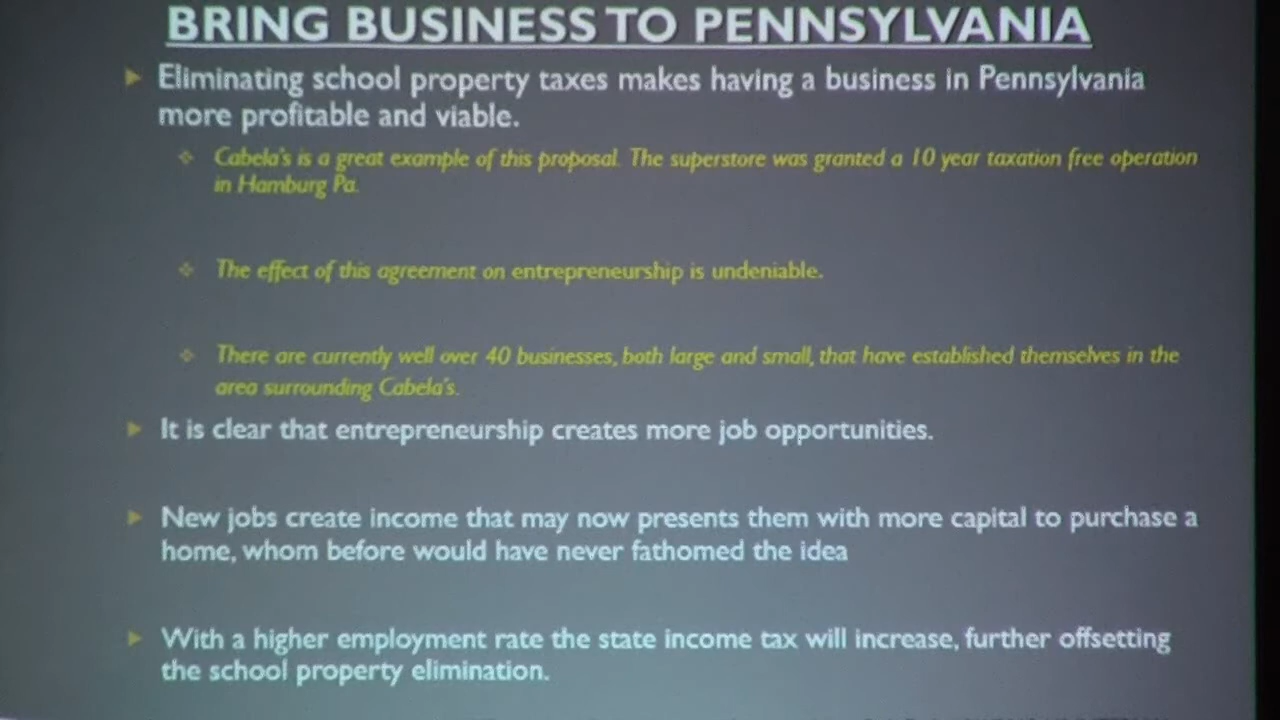 BRING BUSINESS TO PENNSYLVANIA
Eliminating school property taxes makes having a business in Pennsylvania
more profitable and viable.
Cabela's is a great example of this proposal. The superstore was granted a 10 year taxation free operation
in Hamburg Pa.
The effect of this agreement on entrepreneurship is undeniable.
There are currently well over 40 businesses, both large and small, that have established themselves in the
area surrounding Cabela's.
It is clear that entrepreneurship creates more job opportunities.
New jobs create income that may now presents them with more capital to purchase a
home, whom before would have never fathomed the idea
With a higher employment rate the state income tax will increase, further offsetting
the school property elimination.